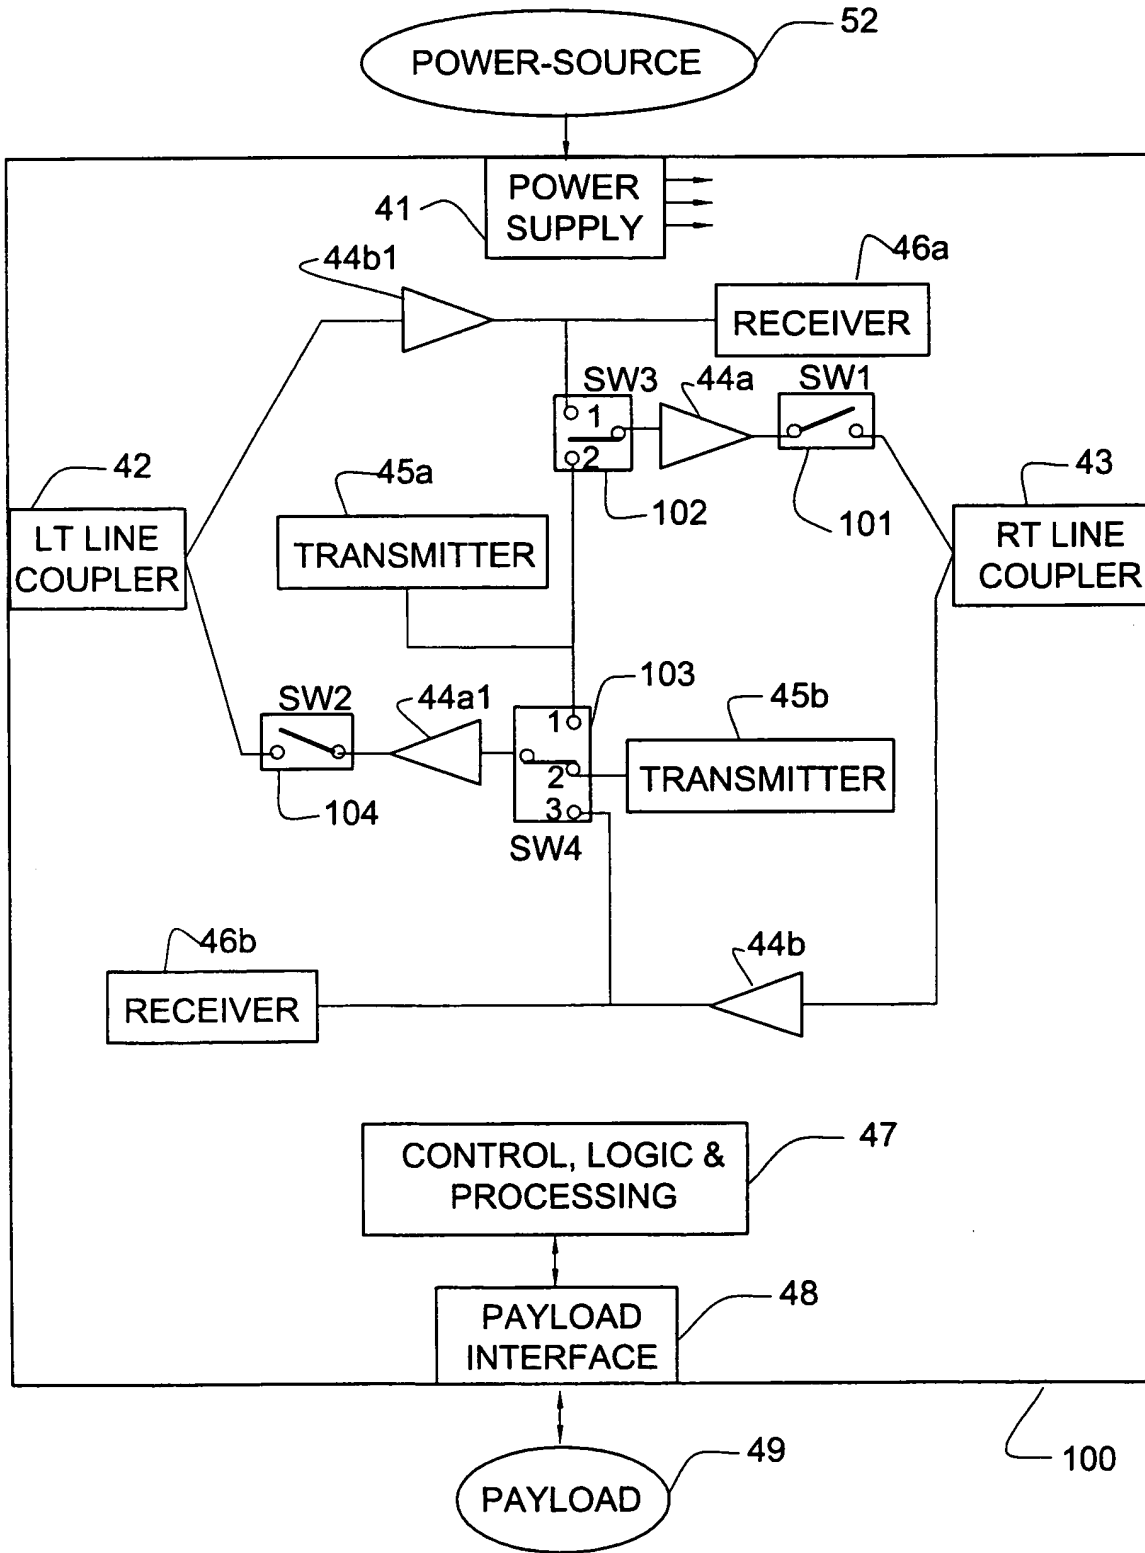 52
POWER-SOURCE
POWER
SUPPLY
41
44b1
46a
RECEIVER
SW3
44a
SW1
1
2
102
101
42
45a
43
LT LINE
COUPLER
TRANSMITTER
RT LINE
COUPLER
SW2
44a1
103
45b
1
2
3
TRANSMITTER
104
SW4
46b
44b
RECEIVER
47
CONTROL, LOGIC &
PROCESSING
48
PAYLOAD
INTERFACE
49
100
PAYLOAD